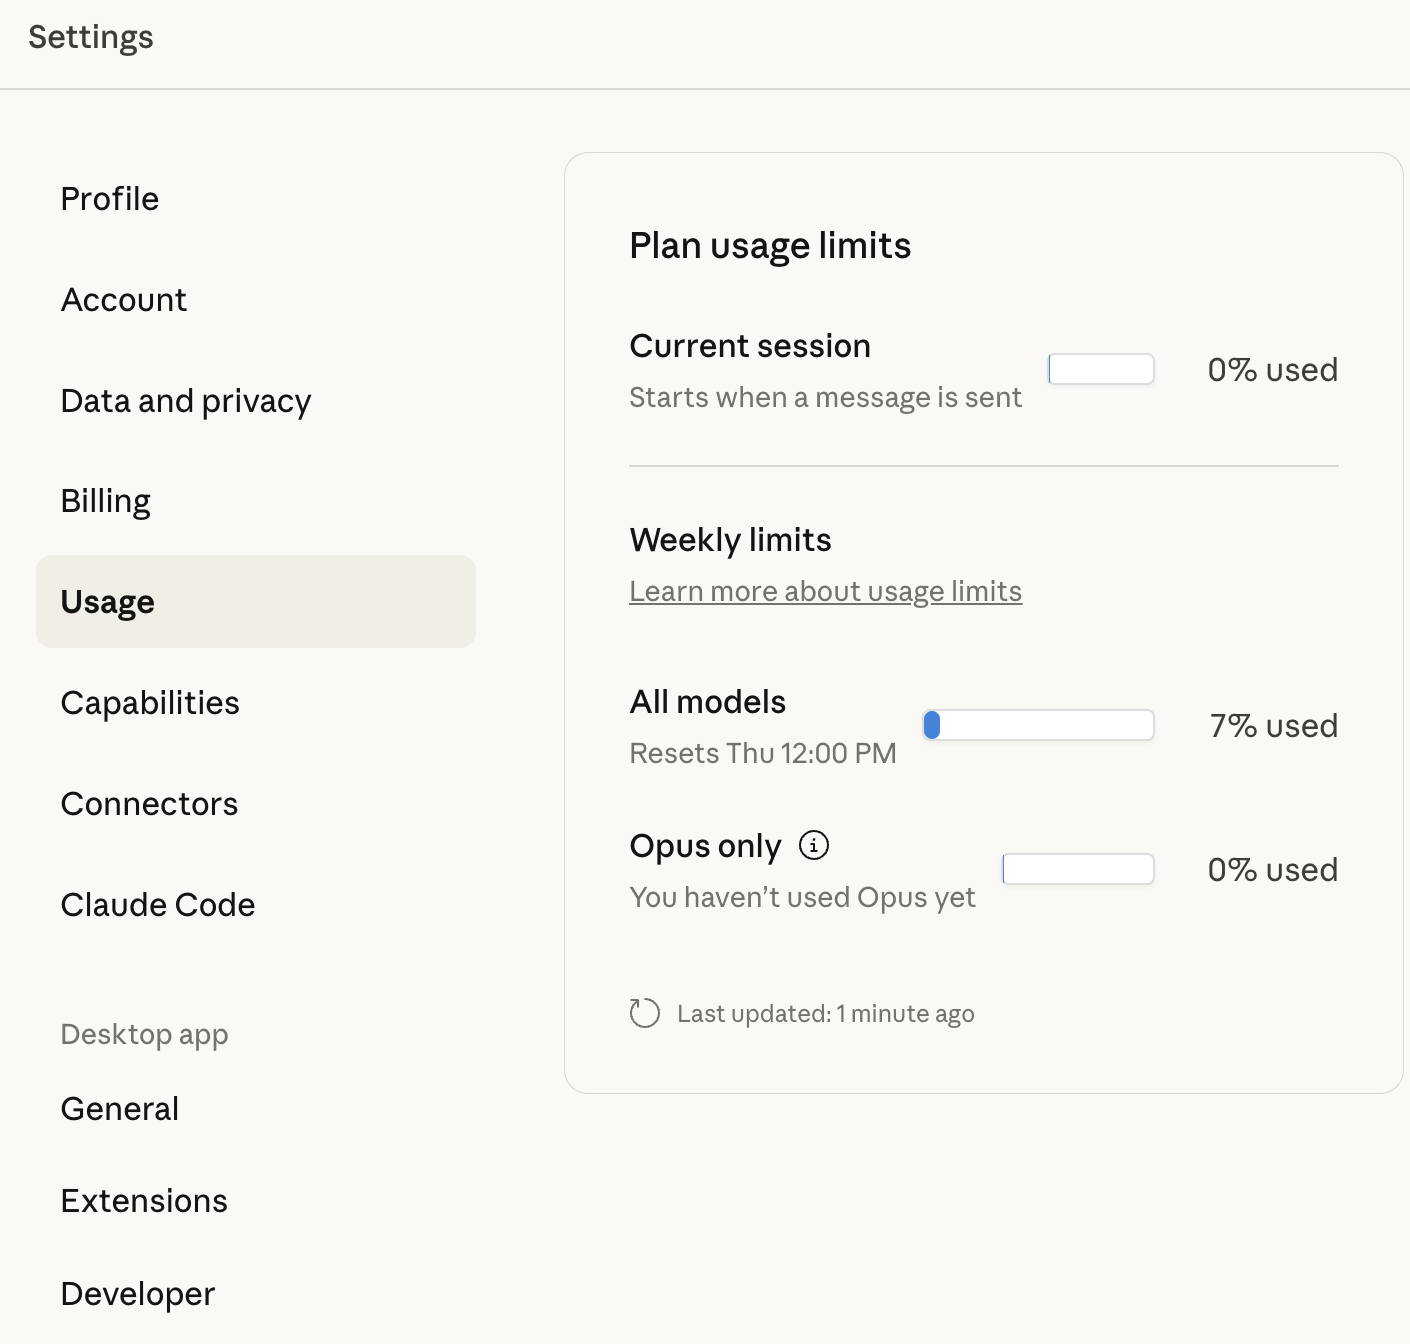 Settings
Profile
Account
Data and privacy
Billing
Usage
Capabilities
Connectors
Claude Code
Desktop app
General
Extensions
Developer
Plan usage limits
Current session
Starts when a message is sent
0% used
Weekly limits
Learn more about usage limits
All models
Resets Thu 12:00 PM
7% used
Opus only
You haven’t used Opus yet
0% used
Last updated: 1 minute ago